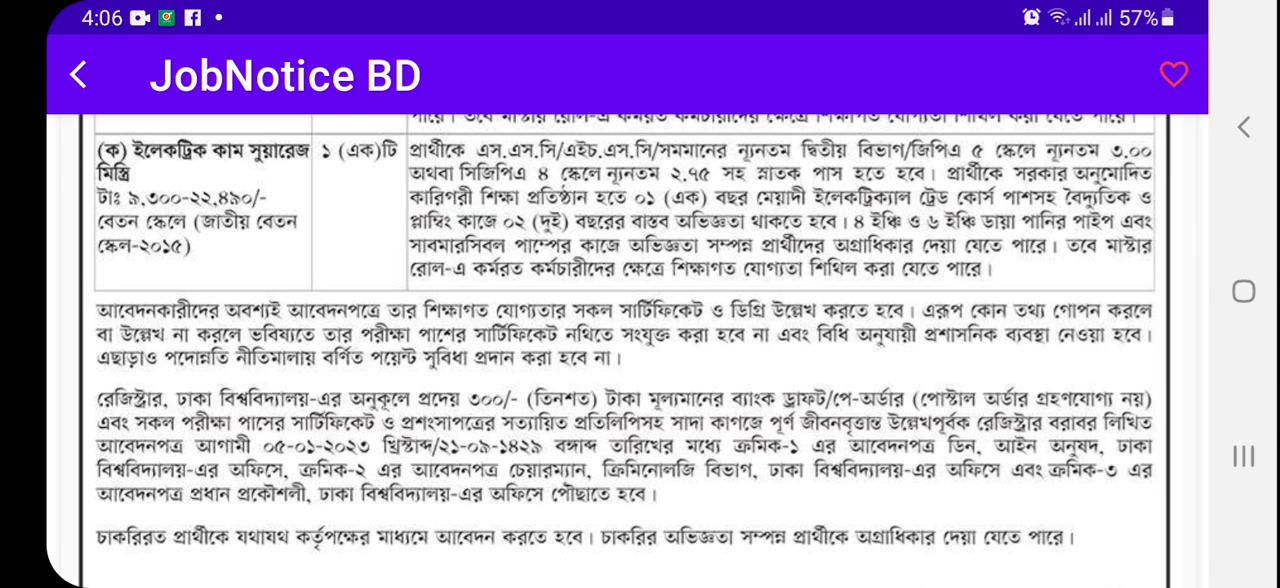 4:06
57%
JobNotice BD
পারে। তবে মাস্টার রোল-এ কর্মরত কর্মচারীদের ক্ষেত্রে শিক্ষাগত যোগ্যতা শিথিল করা যেতে পারে।
(ক) ইলেকট্রিক কাম সুয়ারেজ ১ (এক)টি প্রার্থীকে এস.এস.সি/এইচ.এস.সি/সমমানের ন্যূনতম দ্বিতীয় বিভাগ/জিপিএ ৫ স্কেলে ন্যূনতম ৩.০০
মিস্ত্রি অথবা সিজিপিএ ৪ স্কেলে ন্যূনতম ২.৭৫ সহ স্নাতক পাস হতে হবে। প্রার্থীকে সরকার অনুমোদিত
টাঃ ৯,৩০০-২২,৪৯০/- কারিগরী শিক্ষা প্রতিষ্ঠান হতে ০১ (এক) বছর মেয়াদী ইলেকট্রিক্যাল ট্রেড কোর্স পাশসহ বৈদ্যুতিক ও
বেতন স্কেলে (জাতীয় বেতন প্লাম্বিং কাজে ০২ (দুই) বছরের বাস্তব অভিজ্ঞতা থাকতে হবে। ৪ ইঞ্চি ও ৬ ইঞ্চি ডায়া পানির পাইপ এবং
স্কেল-২০১৫) সাবমারসিবল পাম্পের কাজে অভিজ্ঞতা সম্পন্ন প্রার্থীদের অগ্রাধিকার দেয়া যেতে পারে। তবে মাস্টার
রোল-এ কর্মরত কর্মচারীদের ক্ষেত্রে শিক্ষাগত যোগ্যতা শিথিল করা যেতে পারে।
আবেদনকারীদের অবশ্যই আবেদনপত্রে তার শিক্ষাগত যোগ্যতার সকল সার্টিফিকেট ও ডিগ্রি উল্লেখ করতে হবে। এরূপ কোন তথ্য গোপন করলে
বা উল্লেখ না করলে ভবিষ্যতে তার পরীক্ষা পাশের সার্টিফিকেট নথিতে সংযুক্ত করা হবে না এবং বিধি অনুযায়ী প্রশাসনিক ব্যবস্থা নেওয়া হবে।
এছাড়াও পদোন্নতি নীতিমালায় বর্ণিত পয়েন্ট সুবিধা প্রদান করা হবে না।
রেজিস্ট্রার, ঢাকা বিশ্ববিদ্যালয়-এর অনুকূলে প্রদেয় ৩০০/- (তিনশত) টাকা মূল্যমানের ব্যাংক ড্রাফট/পে-অর্ডার (পোস্টাল অর্ডার গ্রহণযোগ্য নয়)
এবং সকল পরীক্ষা পাসের সার্টিফিকেট ও প্রশংসাপত্রের সত্যায়িত প্রতিলিপিসহ সাদা কাগজে পূর্ণ জীবনবৃত্তান্ত উল্লেখপূর্বক রেজিস্ট্রার বরাবর লিখিত
আবেদনপত্র আগামী ০৫-০১-২০২৩ খ্রিস্টাব্দ/২১-০৯-১৪২৯ বঙ্গাব্দ তারিখের মধ্যে ক্রমিক-১ এর আবেদনপত্র ডিন, আইন অনুষদ, ঢাকা
বিশ্ববিদ্যালয়-এর অফিসে, ক্রমিক-২ এর আবেদনপত্র চেয়ারম্যান, ক্রিমিনোলজি বিভাগ, ঢাকা বিশ্ববিদ্যালয়-এর অফিসে এবং ক্রমিক-৩ এর
আবেদনপত্র প্রধান প্রকৌশলী, ঢাকা বিশ্ববিদ্যালয়-এর অফিসে পৌছাতে হবে।
চাকরিরত প্রার্থীকে যথাযথ কর্তৃপক্ষের মাধ্যমে আবেদন করতে হবে। চাকরির অভিজ্ঞতা সম্পন্ন প্রার্থীকে অগ্রাধিকার দেয়া যেতে পারে।